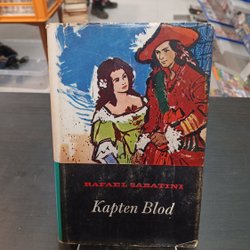 RAFAEL SABATINI
Kapten Blod